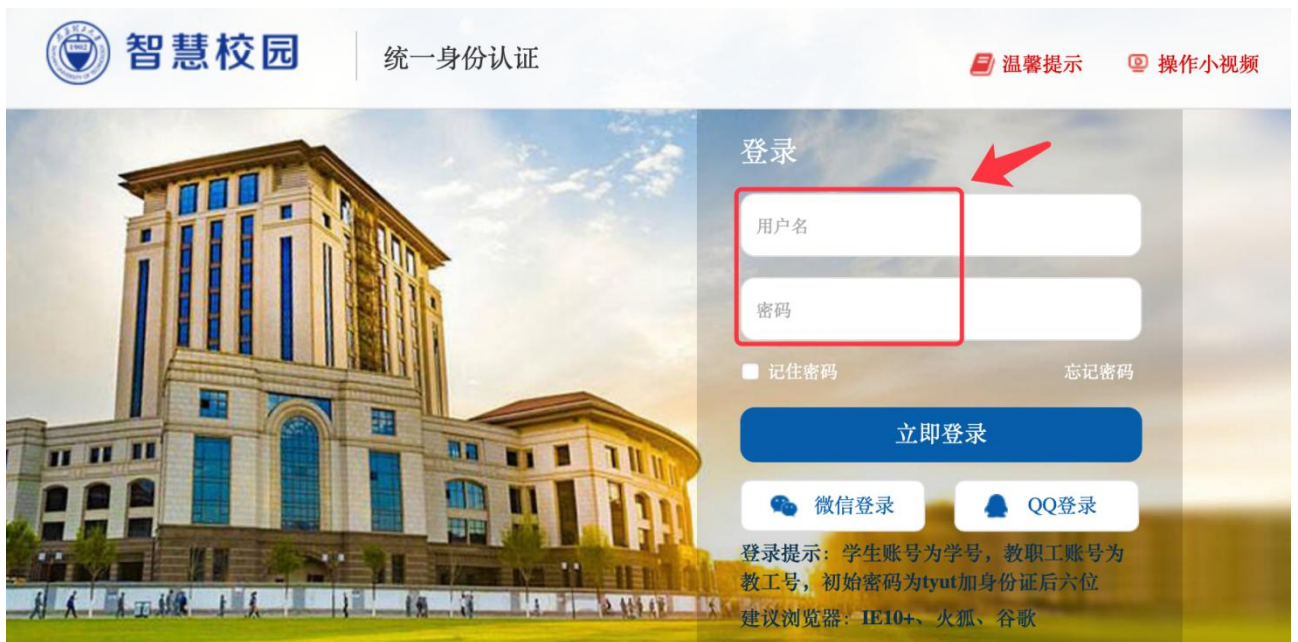 1902
智慧校园
统一身份认证
温馨提示
操作小视频
登录
用户名
密码
记住密码
忘记密码
立即登录
微信登录
QQ登录
登录提示：学生账号为学号，教职工账号为
教工号，初始密码为tyut加身份证后六位
建议浏览器：IE10+、火狐、谷歌